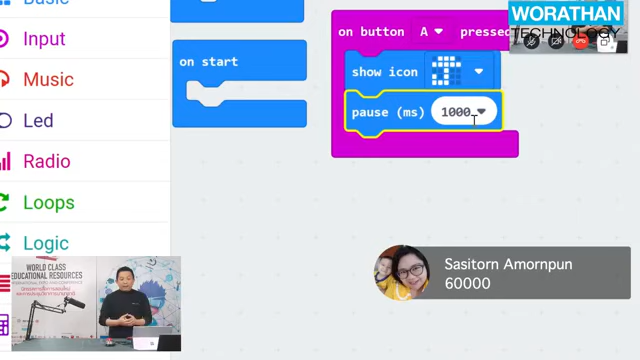 WORATHAN
TECHNOLOGY
on button A pressed
show icon
pause (ms) 1000
on start
Input
Music
Led
Radio
Loops
Logic
WORLD CLASS
EDUCATIONAL RESOURCES
Sasitorn Amornpun
60000